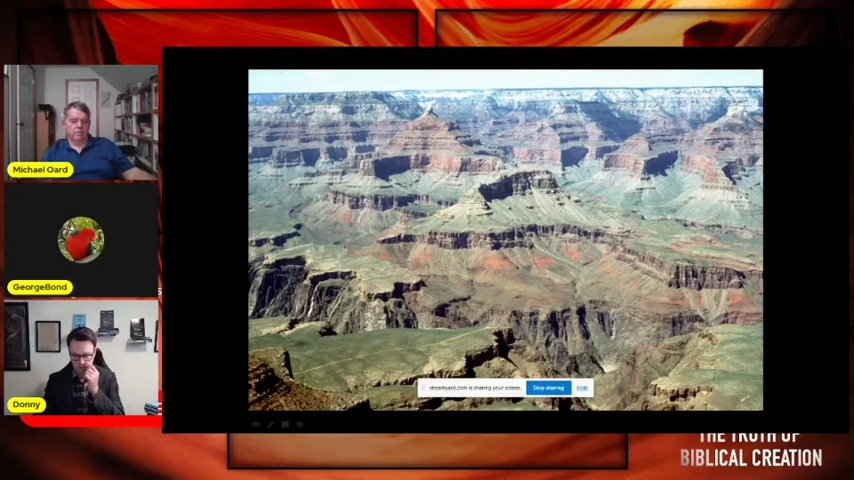 Michael Oard
GeorgeBond
Donny
streamyard.com is sharing your screen.
Stop sharing
Hide
THE TRUTH OF
BIBLICAL CREATION